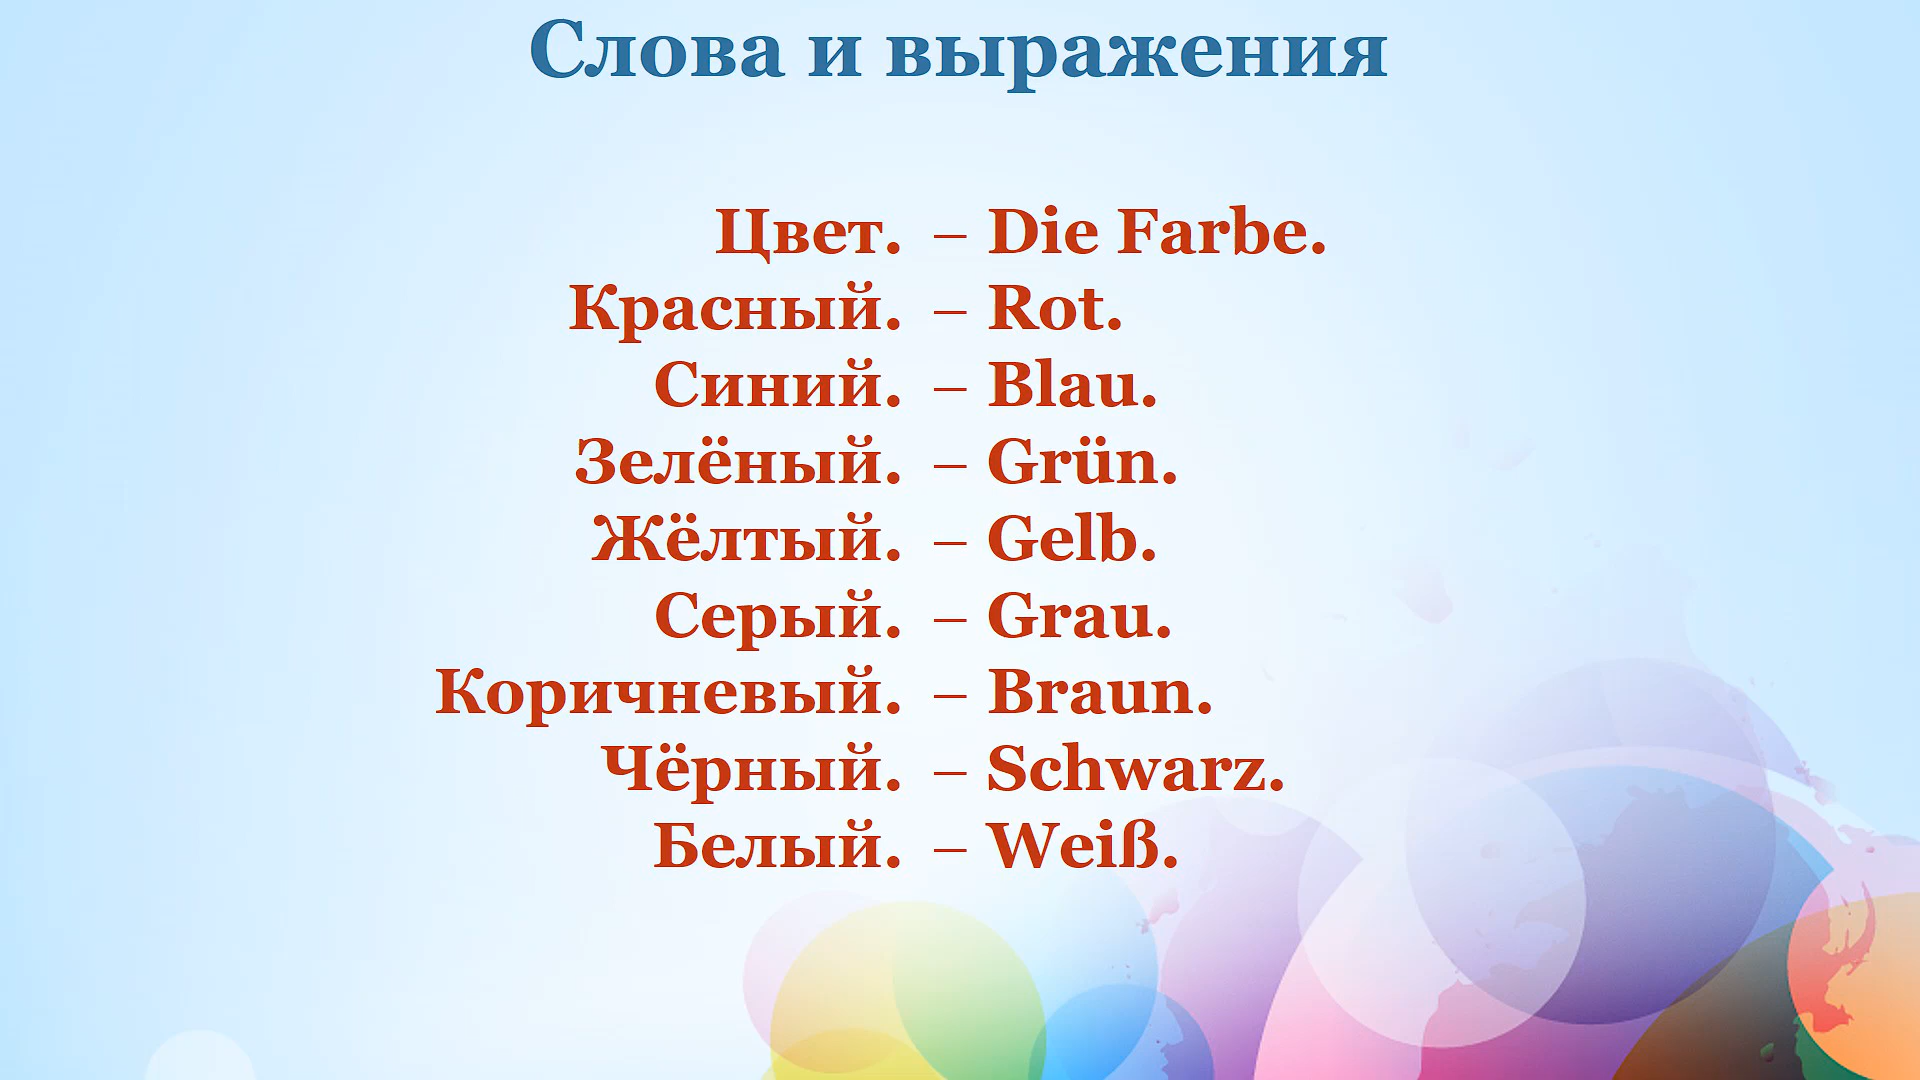 Слова и выражения
Цвет. – Die Farbe.
Красный. – Rot.
Синий. – Blau.
Зелёный. – Grün.
Жёлтый. – Gelb.
Серый. – Grau.
Коричневый. – Braun.
Чёрный. – Schwarz.
Белый. – Weiß.